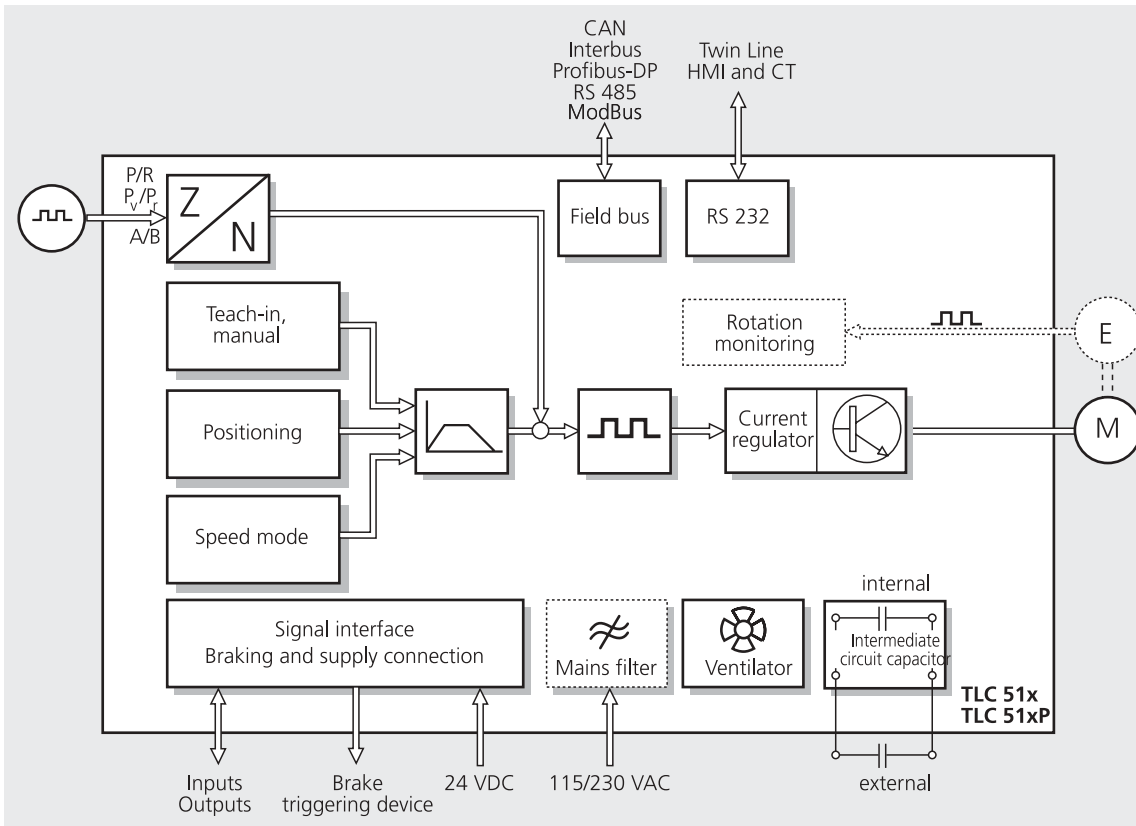 CAN
Interbus
Profibus-DP
RS 485
ModBus
Twin Line
HMI and CT
P/R
Pv/Pr
A/B
Z
N
Field bus
RS 232
Teach-in,
manual
Rotation
monitoring
E
Positioning
Current
regulator
M
Speed mode
Signal interface
Braking and supply connection
Mains filter
Ventilator
internal
Intermediate
circuit capacitor
TLC 51x
TLC 51xP
Inputs
Outputs
Brake
triggering device
24 VDC
115/230 VAC
external